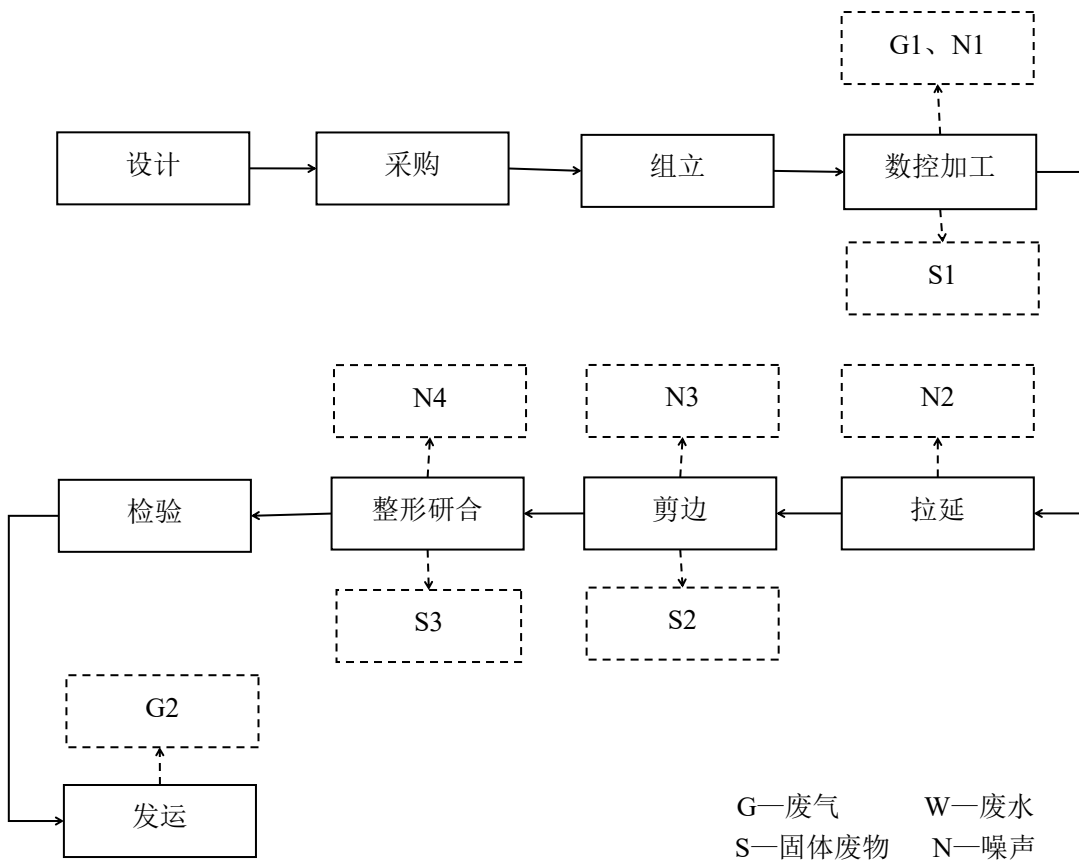 G1、N1
设计
采购
组立
数控加工
S1
N4
N3
N2
检验
整形研合
剪边
拉延
S3
S2
G2
发运
G—废气 W—废水
S—固体废物 N—噪声